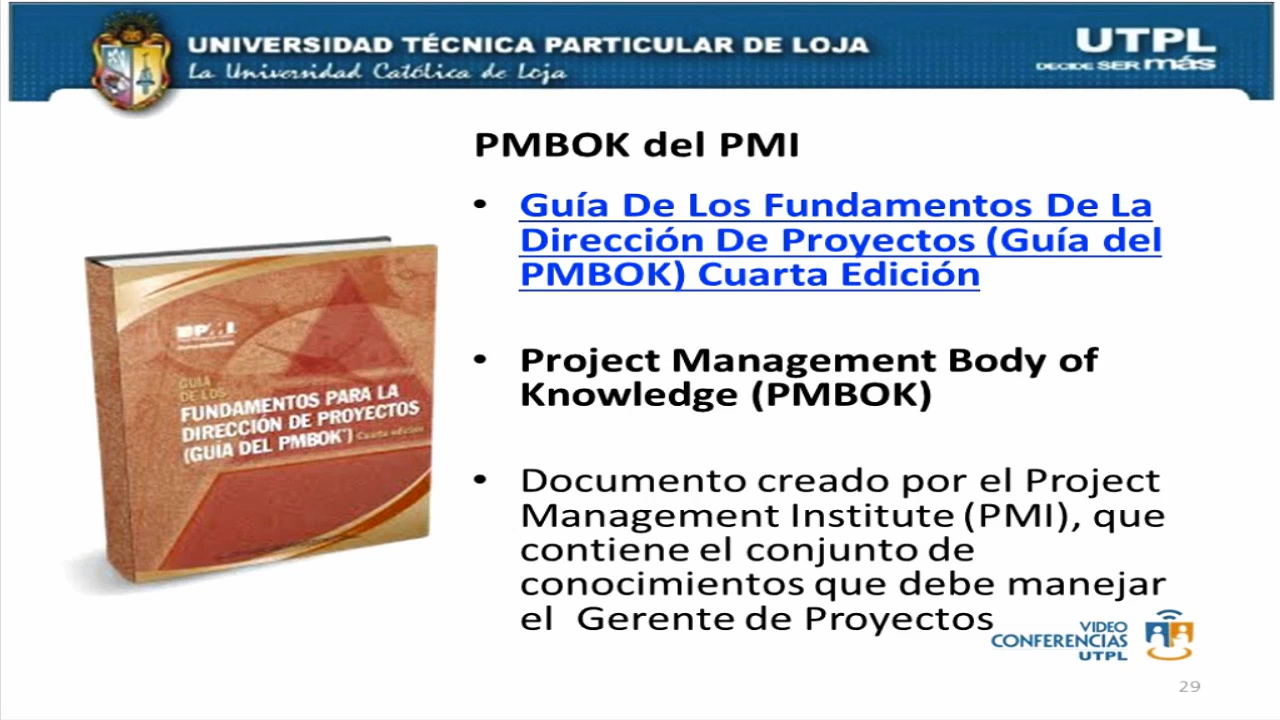 UNIVERSIDAD TÉCNICA PARTICULAR DE LOJA
La Universidad Católica de Loja
UTPL
DECIDE SER más
PMBOK del PMI
• Guía De Los Fundamentos De La
Dirección De Proyectos (Guía del
PMBOK) Cuarta Edición
• Project Management Body of
Knowledge (PMBOK)
• Documento creado por el Project
Management Institute (PMI), que
contiene el conjunto de
conocimientos que debe manejar
el Gerente de Proyectos
PMI
GUÍA
DE LOS
FUNDAMENTOS PARA LA
DIRECCIÓN DE PROYECTOS
(GUÍA DEL PMBOK®) Cuarta edición
VIDEO
CONFERENCIAS
UTPL
29